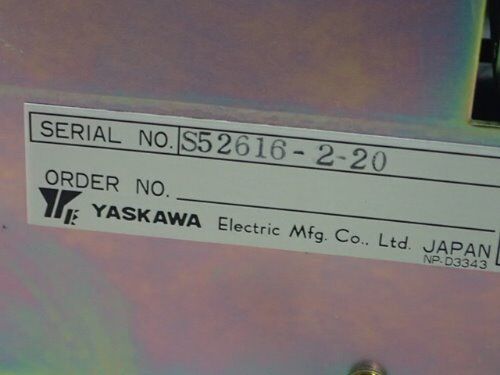 SERIAL NO. S52616-2-20
ORDER NO.
YASKAWA Electric Mfg. Co., Ltd. JAPAN
NP-D3343